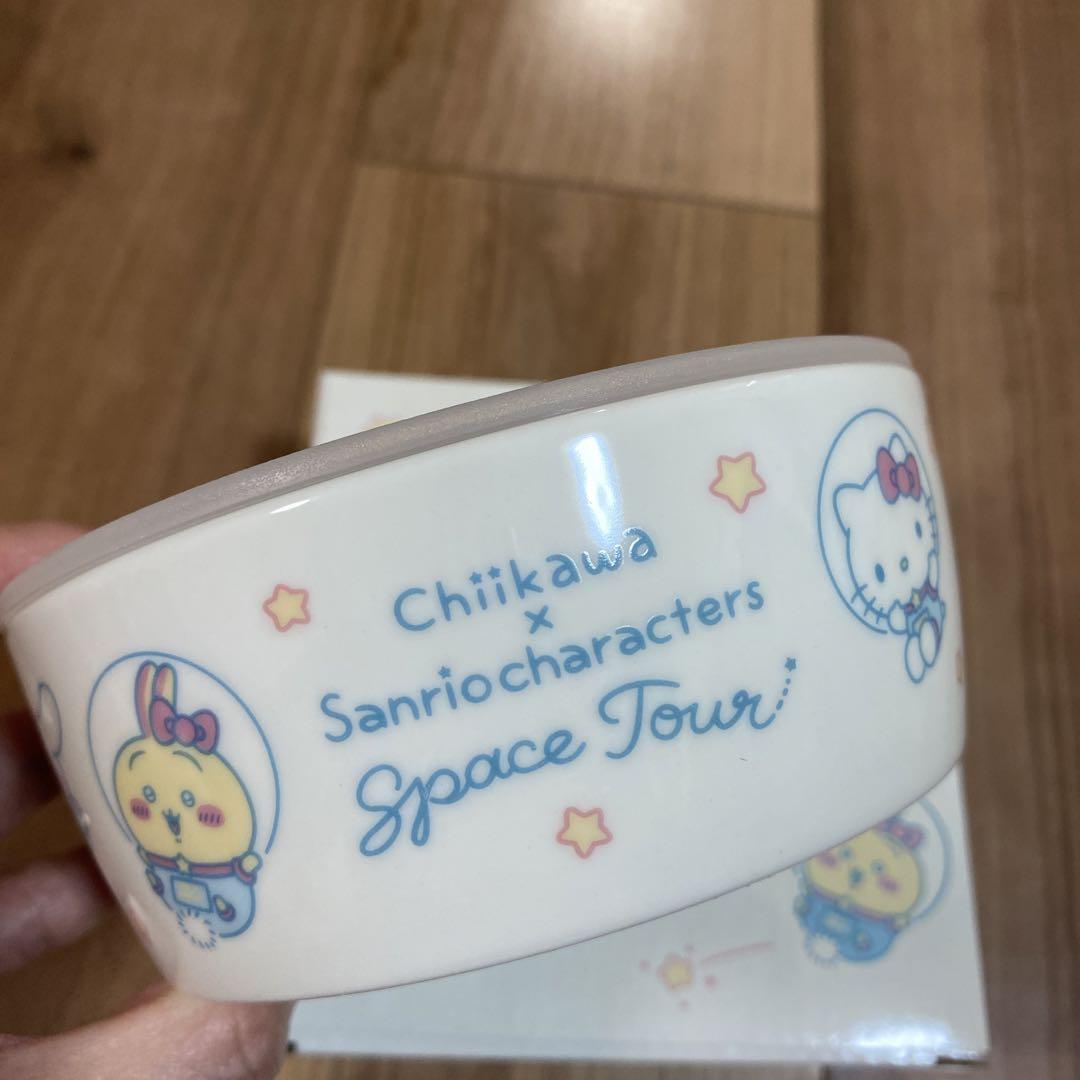 Chiikawa
×
Sanriocharacters
Space Tour